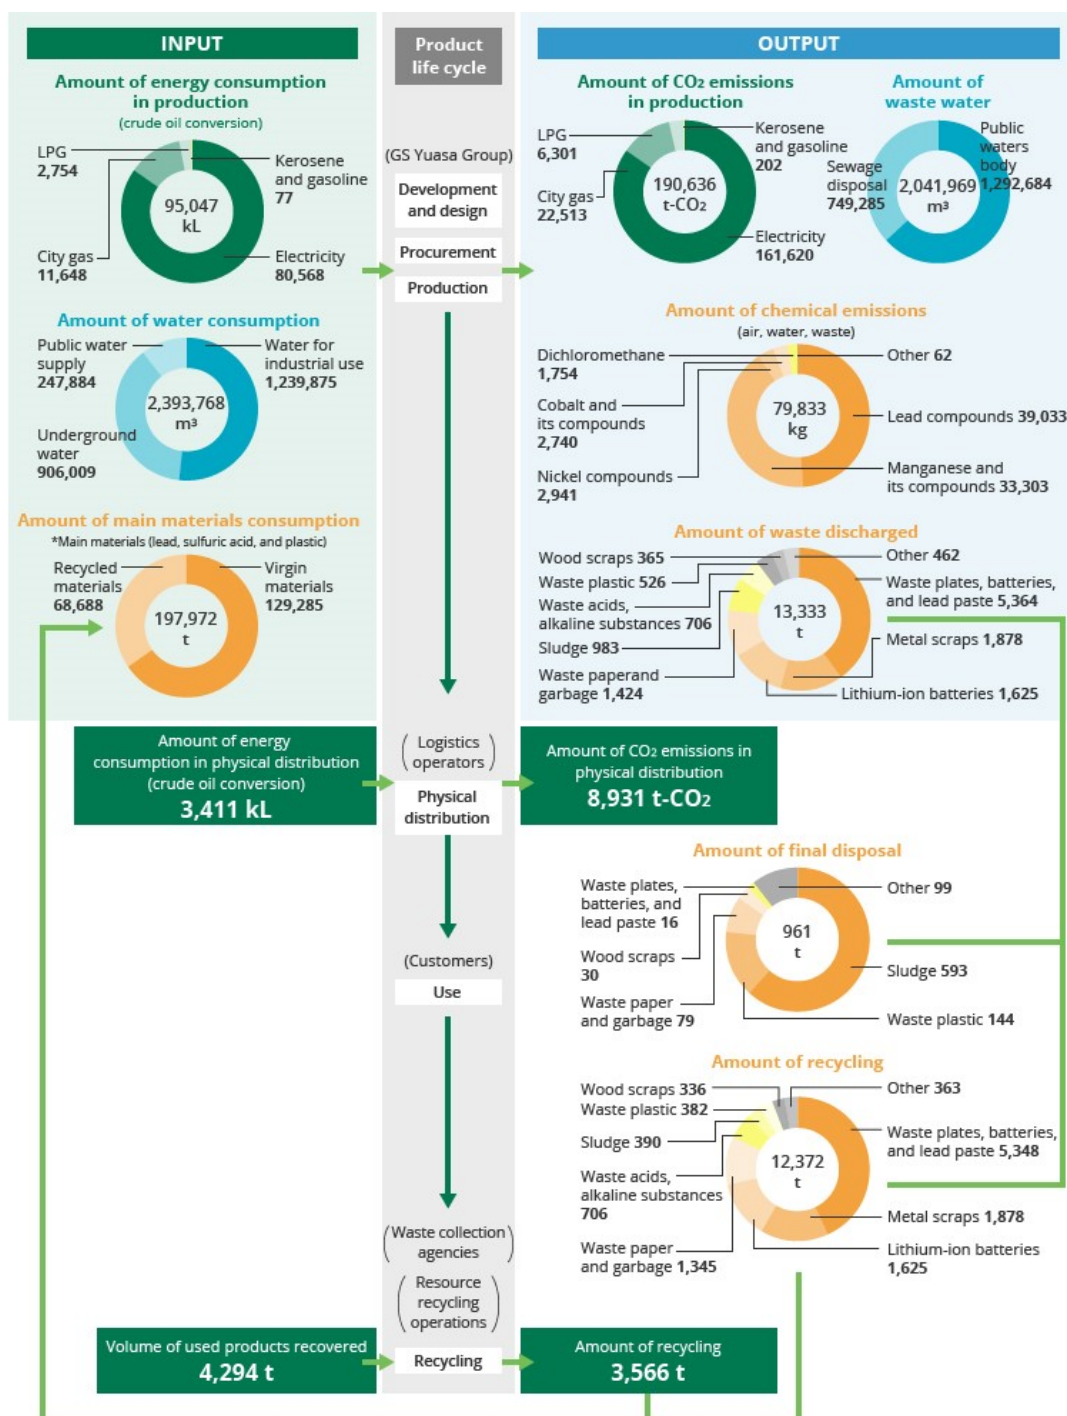 INPUT
Product
life cycle
OUTPUT
Amount of energy consumption
in production
(crude oil conversion)
LPG
2,754
Kerosene
and gasoline
77
95,047
kL
City gas
11,648
Electricity
80,568
Amount of water consumption
Public water
supply
247,884
Water for
industrial use
1,239,875
2,393,768
m³
Underground
water
906,009
Amount of main materials consumption
*Main materials (lead, sulfuric acid, and plastic)
Recycled
materials
68,688
Virgin
materials
129,285
197,972
t
(GS Yuasa Group)
Development
and design
Procurement
Production
Amount of CO₂ emissions
in production
LPG
6,301
Kerosene
and gasoline
202
City gas
22,513
190,636
t-CO₂
Electricity
161,620
Amount of
waste water
Public
waters
body
1,292,684
Sewage
disposal
749,285
2,041,969
m³
Amount of chemical emissions
(air, water, waste)
Dichloromethane
1,754
Other 62
Cobalt and
its compounds
2,740
79,833
kg
Lead compounds 39,033
Nickel compounds
2,941
Manganese and
its compounds 33,303
Amount of waste discharged
Wood scraps 365
Other 462
Waste plastic 526
Waste plates, batteries,
and lead paste 5,364
Waste acids,
alkaline substances 706
13,333
t
Sludge 983
Metal scraps 1,878
Waste paperand
garbage 1,424
Lithium-ion batteries 1,625
Amount of energy
consumption in physical distribution
(crude oil conversion)
3,411 kL
(Logistics
operators)
Physical
distribution
Amount of CO₂ emissions in
physical distribution
8,931 t-CO₂
Amount of final disposal
Waste plates,
batteries, and
lead paste 16
Other 99
961
t
Wood scraps
30
Sludge 593
Waste paper
and garbage 79
Waste plastic 144
(Customers)
Use
Amount of recycling
Wood scraps 336
Other 363
Waste plastic 382
Waste plates, batteries,
and lead paste 5,348
Sludge 390
12,372
t
Waste acids,
alkaline substances
706
Metal scraps 1,878
Waste paper
and garbage 1,345
Lithium-ion batteries
1,625
(Waste collection
agencies)
(Resource
recycling
operations)
Volume of used products recovered
4,294 t
Recycling
Amount of recycling
3,566 t